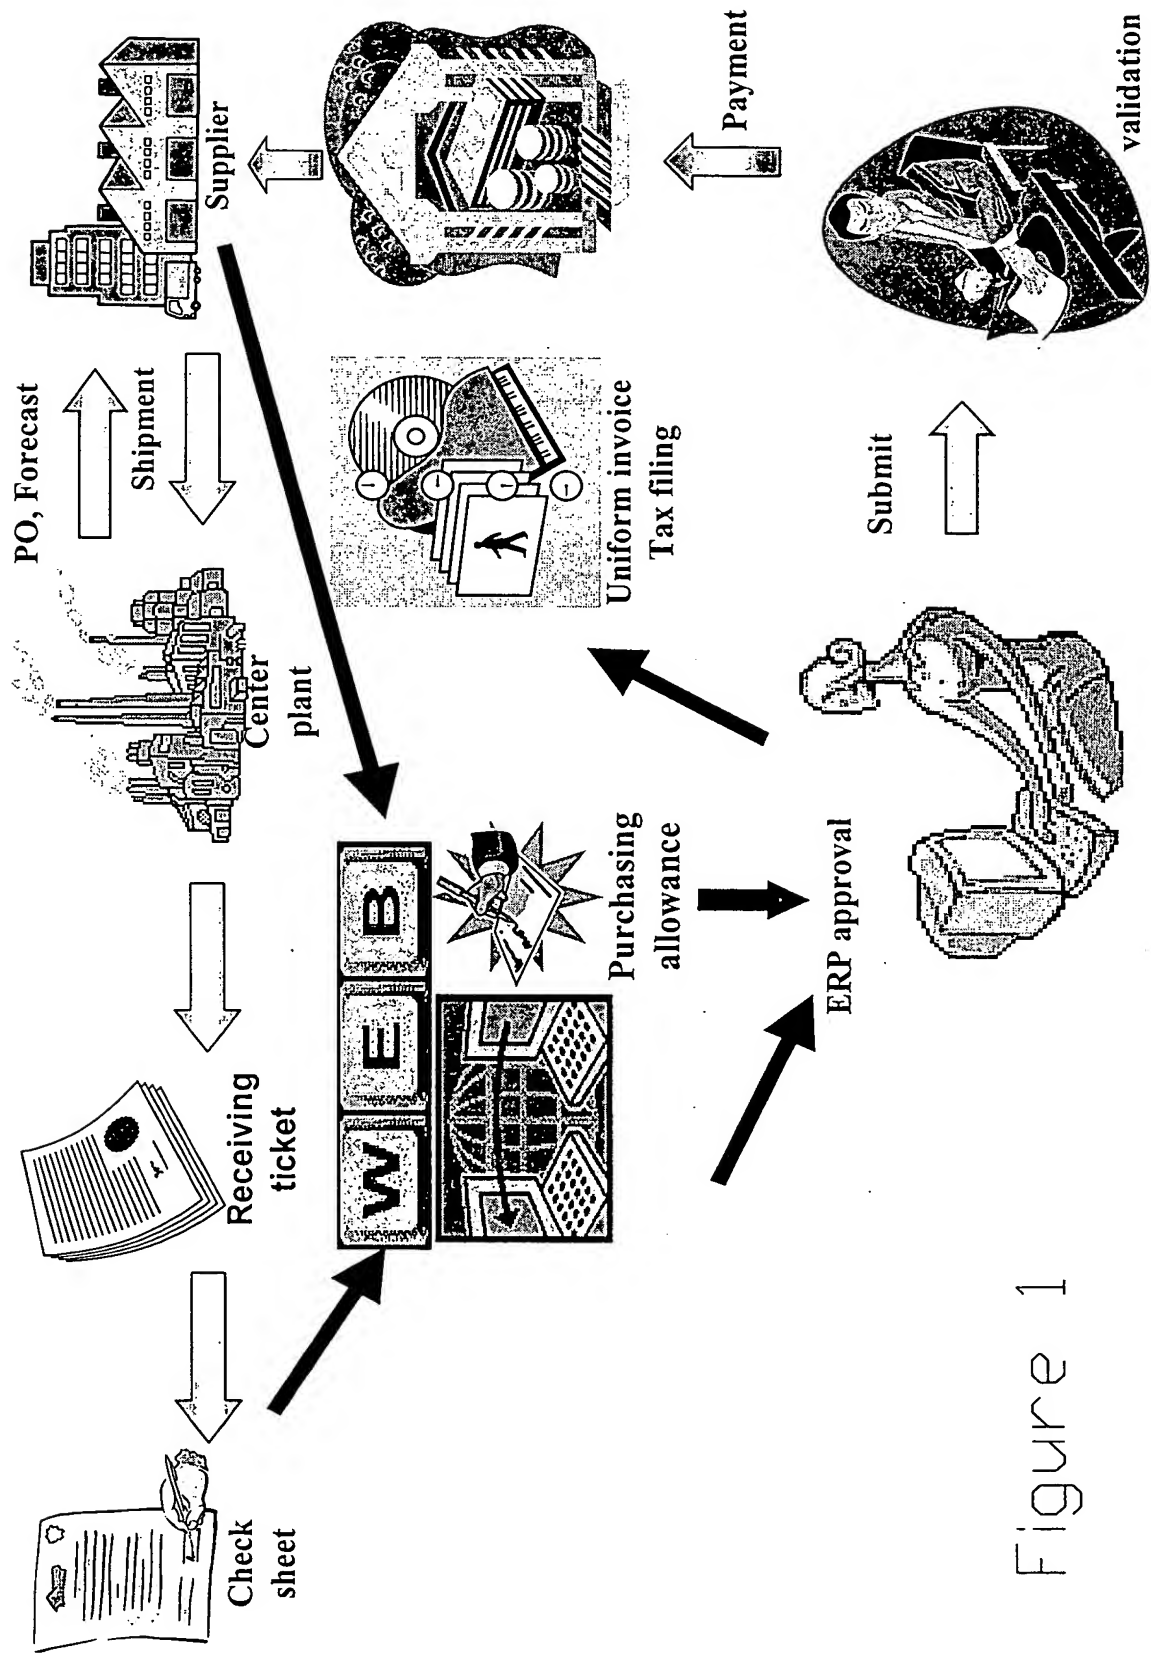 PO, Forecast
Shipment
Check
sheet
Receiving
ticket
Center
plant
Supplier
WEB
Purchasing
allowance
Uniform invoice
Tax filing
Payment
ERP approval
Submit
validation
Figure 1